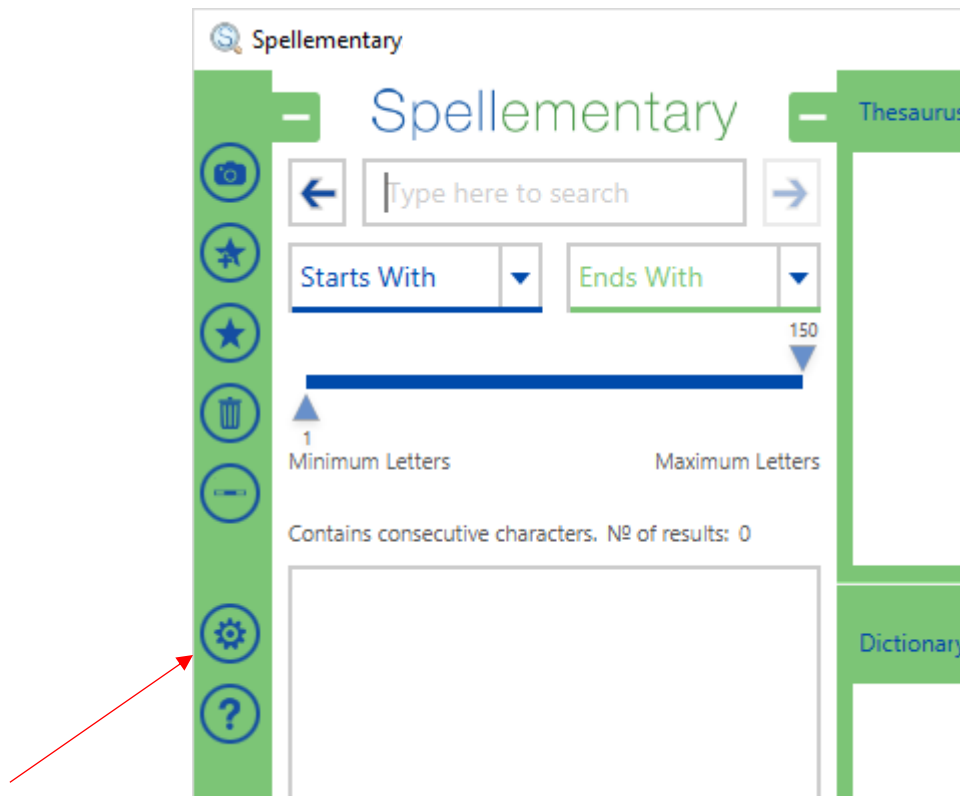 Spellementary
Spellementary
Thesaurus
Type here to search
Starts With
Ends With
150
1
Minimum Letters
Maximum Letters
Contains consecutive characters. Nº of results: 0
Dictionary
?